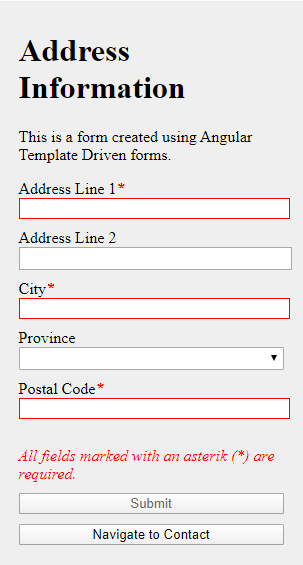 Address
Information
This is a form created using Angular
Template Driven forms.
Address Line 1*
Address Line 2
City*
Province
Postal Code*
All fields marked with an asterik (*) are
required.
Submit
Navigate to Contact